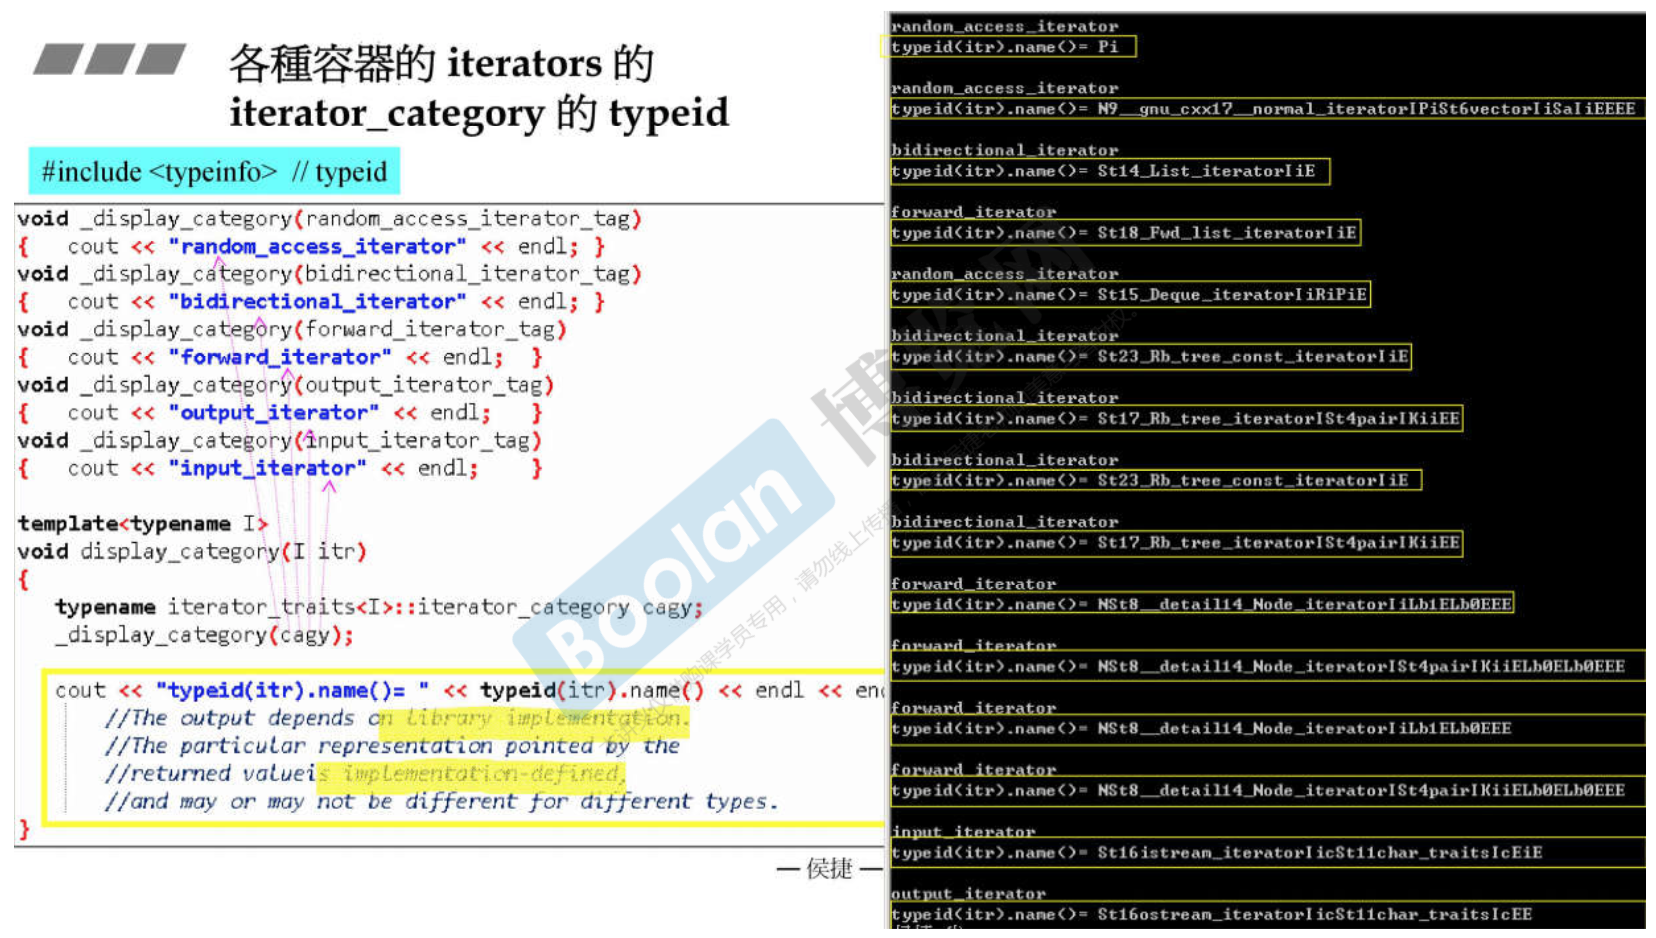 各種容器的 iterators 的
iterator_category 的 typeid
#include <typeinfo>  // typeid
void _display_category(random_access_iterator_tag)
{   cout << "random_access_iterator" << endl; }
void _display_category(bidirectional_iterator_tag)
{   cout << "bidirectional_iterator" << endl; }
void _display_category(forward_iterator_tag)
{   cout << "forward_iterator" << endl;  }
void _display_category(output_iterator_tag)
{   cout << "output_iterator" << endl;   }
void _display_category(input_iterator_tag)
{   cout << "input_iterator" << endl;    }
template<typename I>
void display_category(I itr)
{
   typename iterator_traits<I>::iterator_category cagy;
   _display_category(cagy);
   cout << "typeid(itr).name()= " << typeid(itr).name() << endl << en
       //The output depends on library implementation.
       //The particular representation pointed by the
       //returned valueis implementation-defined,
       //and may or may not be different for different types.
}
— 侯捷 —
random_access_iterator
typeid(itr).name()= Pi
random_access_iterator
typeid(itr).name()= N9__gnu_cxx17__normal_iteratorIPiSt6vectorIiSaIiEEEE
bidirectional_iterator
typeid(itr).name()= St14_List_iteratorIiE
forward_iterator
typeid(itr).name()= St18_Fwd_list_iteratorIiE
random_access_iterator
typeid(itr).name()= St15_Deque_iteratorIiRiPiE
bidirectional_iterator
typeid(itr).name()= St23_Rb_tree_const_iteratorIiE
bidirectional_iterator
typeid(itr).name()= St17_Rb_tree_iteratorISt4pairIKiiEE
bidirectional_iterator
typeid(itr).name()= St23_Rb_tree_const_iteratorIiE
bidirectional_iterator
typeid(itr).name()= St17_Rb_tree_iteratorISt4pairIKiiEE
forward_iterator
typeid(itr).name()= NSt8__detail14_Node_iteratorIiLb1ELb0EEE
forward_iterator
typeid(itr).name()= NSt8__detail14_Node_iteratorISt4pairIKiiELb0ELb0EEE
forward_iterator
typeid(itr).name()= NSt8__detail14_Node_iteratorIiLb1ELb0EEE
forward_iterator
typeid(itr).name()= NSt8__detail14_Node_iteratorISt4pairIKiiELb0ELb0EEE
input_iterator
typeid(itr).name()= St16istream_iteratorIicSt11char_traitsIcEiE
output_iterator
typeid(itr).name()= St16ostream_iteratorIicSt11char_traitsIcEE
Boolan
博览网